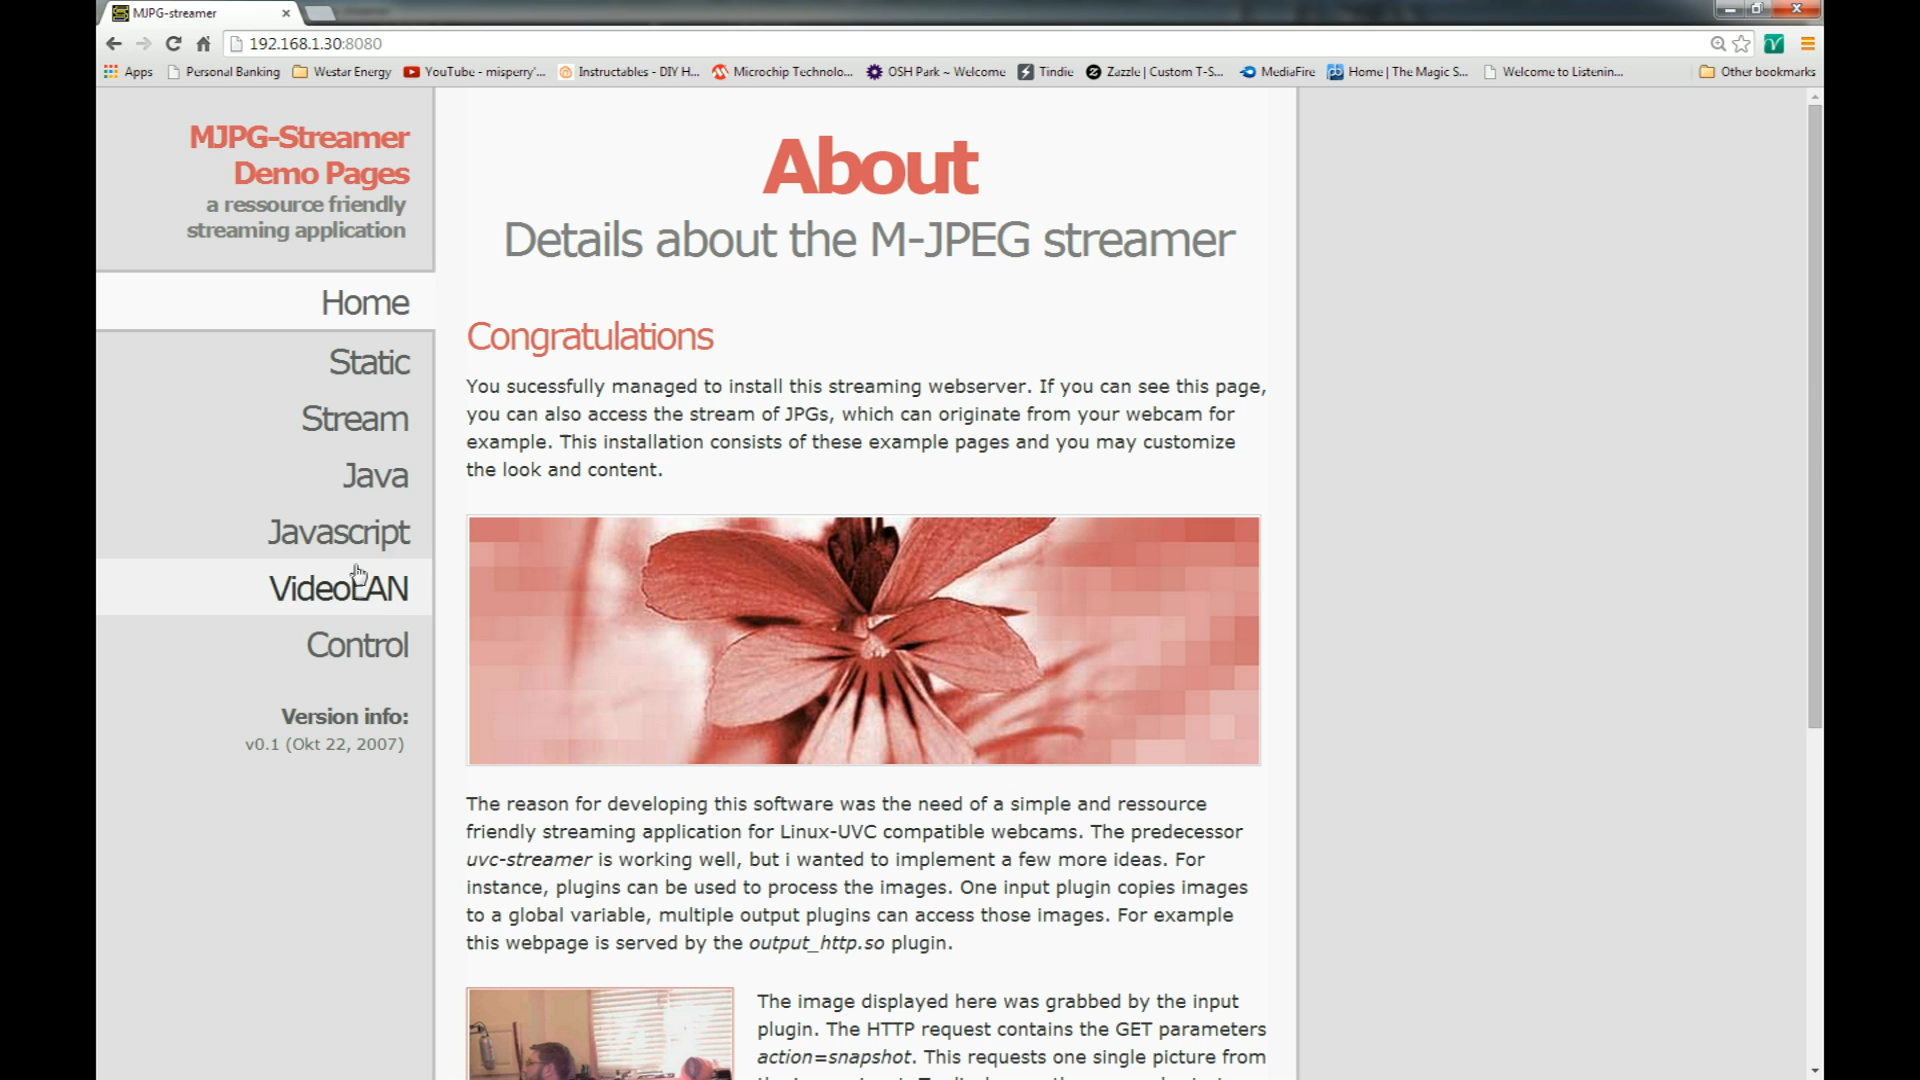 MJPG-streamer
192.168.1.30:8080
Apps
Personal Banking
Westar Energy
YouTube - misperry'...
Instructables - DIY H...
Microchip Technolo...
OSH Park ~ Welcome
Tindie
Zazzle | Custom T-S...
MediaFire
Home | The Magic S...
Welcome to Listenin...
Other bookmarks
MJPG-Streamer
Demo Pages
a ressource friendly
streaming application
Home
Static
Stream
Java
Javascript
VideoLAN
Control
Version info:
v0.1 (Okt 22, 2007)
About
Details about the M-JPEG streamer
Congratulations
You sucessfully managed to install this streaming webserver. If you can see this page,
you can also access the stream of JPGs, which can originate from your webcam for
example. This installation consists of these example pages and you may customize
the look and content.
The reason for developing this software was the need of a simple and ressource
friendly streaming application for Linux-UVC compatible webcams. The predecessor
uvc-streamer is working well, but i wanted to implement a few more ideas. For
instance, plugins can be used to process the images. One input plugin copies images
to a global variable, multiple output plugins can access those images. For example
this webpage is served by the output_http.so plugin.
The image displayed here was grabbed by the input
plugin. The HTTP request contains the GET parameters
action=snapshot. This requests one single picture from